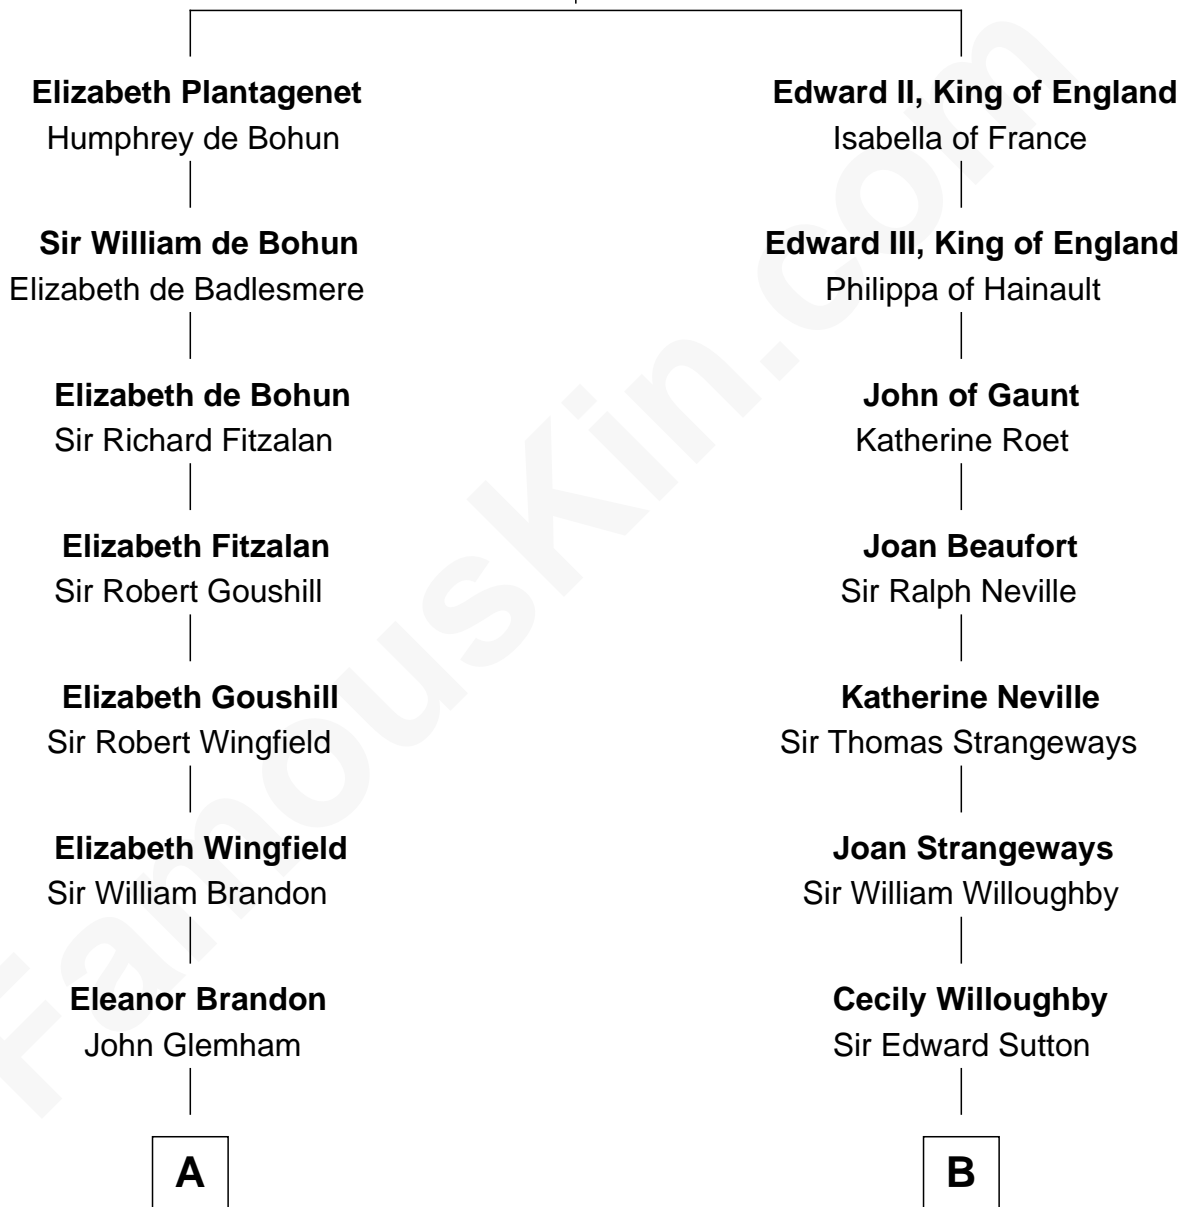 Elizabeth Plantagenet
Humphrey de Bohun
Sir William de Bohun
Elizabeth de Badlesmere
Elizabeth de Bohun
Sir Richard Fitzalan
Elizabeth Fitzalan
Sir Robert Goushill
Elizabeth Goushill
Sir Robert Wingfield
Elizabeth Wingfield
Sir William Brandon
Eleanor Brandon
John Glemham
A
Edward II, King of England
Isabella of France
Edward III, King of England
Philippa of Hainault
John of Gaunt
Katherine Roet
Joan Beaufort
Sir Ralph Neville
Katherine Neville
Sir Thomas Strangeways
Joan Strangeways
Sir William Willoughby
Cecily Willoughby
Sir Edward Sutton
B
FamousKin.com